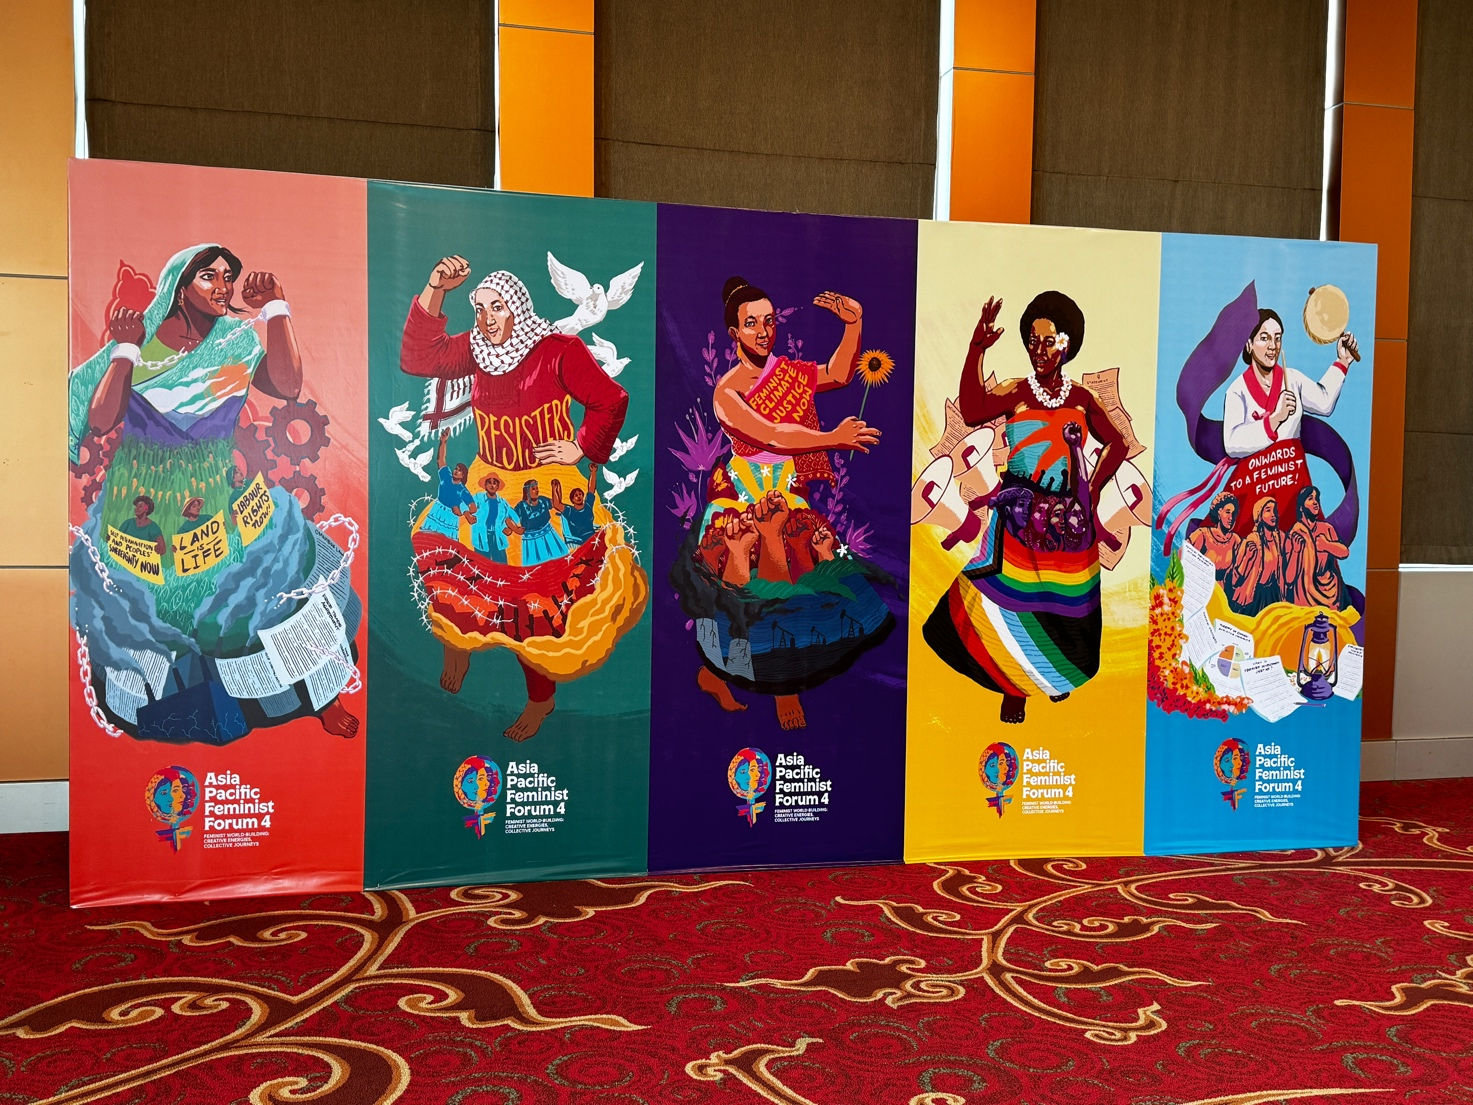 SELF DETERMINATION
AND PEOPLES'
SOVEREIGNTY NOW
LAND
IS
LIFE
LABOUR
RIGHTS
NOW!
Asia
Pacific
Feminist
Forum 4
FEMINIST WORLD-BUILDING:
CREATIVE ENERGIES,
COLLECTIVE JOURNEYS
RESISTERS
Asia
Pacific
Feminist
Forum 4
FEMINIST WORLD-BUILDING:
CREATIVE ENERGIES,
COLLECTIVE JOURNEYS
FEMINIST
CLIMATE
JUSTICE
NOW
Asia
Pacific
Feminist
Forum 4
FEMINIST WORLD-BUILDING:
CREATIVE ENERGIES,
COLLECTIVE JOURNEYS
Asia
Pacific
Feminist
Forum 4
FEMINIST WORLD-BUILDING:
CREATIVE ENERGIES,
COLLECTIVE JOURNEYS
ONWARDS
TO A FEMINIST
FUTURE!
Asia
Pacific
Feminist
Forum 4
FEMINIST WORLD-BUILDING:
CREATIVE ENERGIES,
COLLECTIVE JOURNEYS